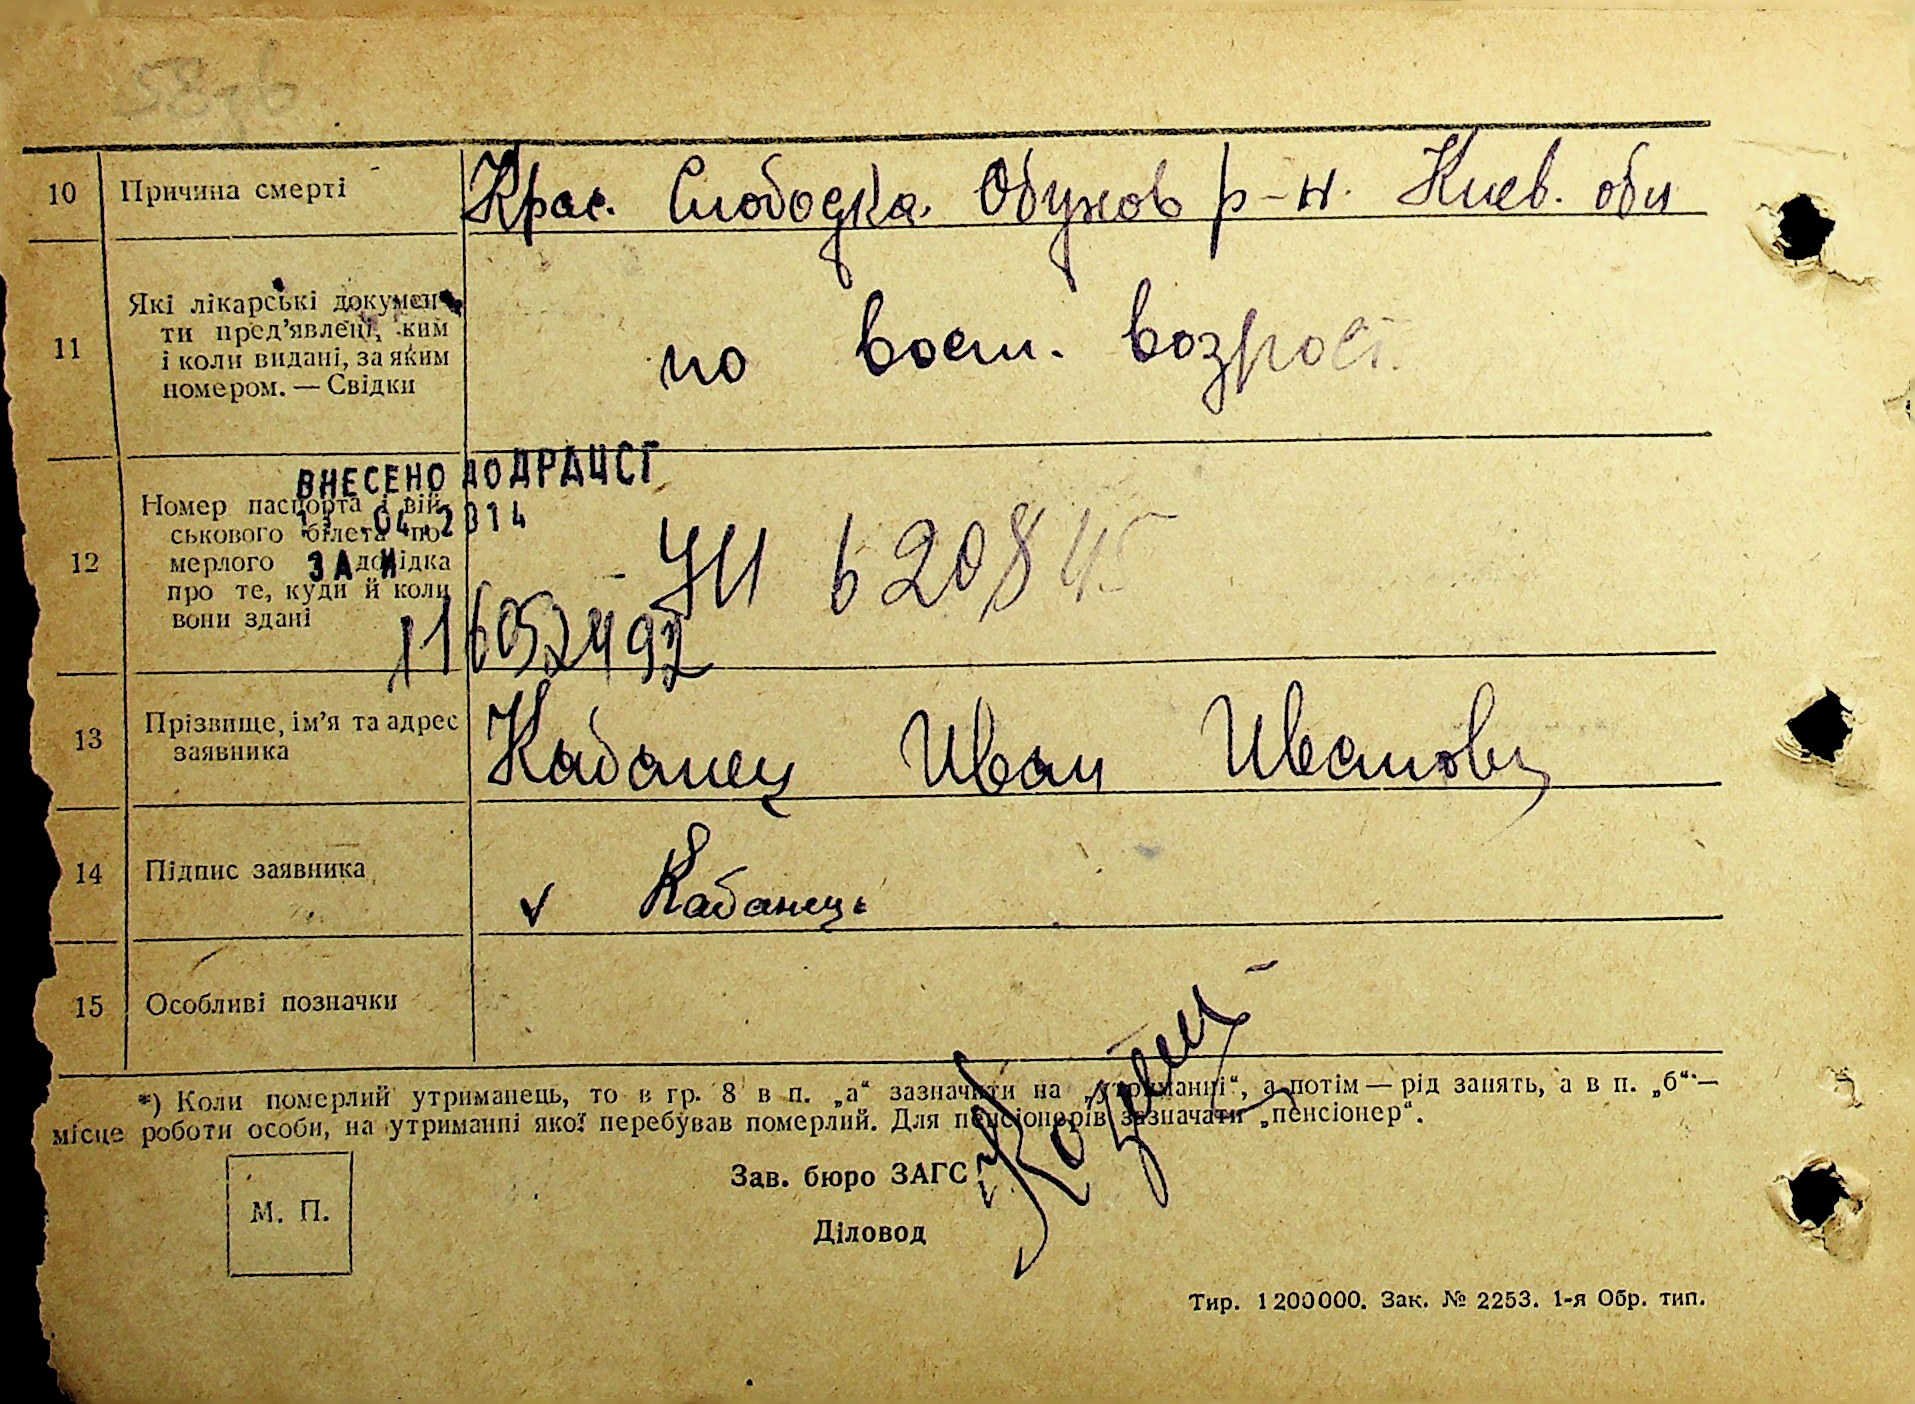 10 Причина смерті Крас. Слободка. Обухов р-н. Киев. обл
11 Які лікарські докумен-
ти пред'явлені, ким
і коли видані, за яким
номером. — Свідки
по восп. возрост.
ВНЕСЕНО ДО ДРАЦСГ
.04.2014
ЗА №
116052492
12 Номер паспорта і вій-
ськового білета по-
мерлого й довідка
про те, куди й коли
вони здані
620845
13 Прізвище, ім'я та адрес
заявника
Кабанец Иван Иванович
14 Підпис заявника
v Кабанець
15 Особливі позначки
*) Коли померлий утриманець, то в гр. 8 в п. „а“ зазначити на „утриманні“, а потім — рід занять, а в п. „б“ —
місце роботи особи, на утриманні якої перебував померлий. Для пенсіонерів зазначати „пенсіонер“.
Зав. бюро ЗАГС
М. П.
Діловод
Тир. 1200000. Зак. № 2253. 1-я Обр. тип.